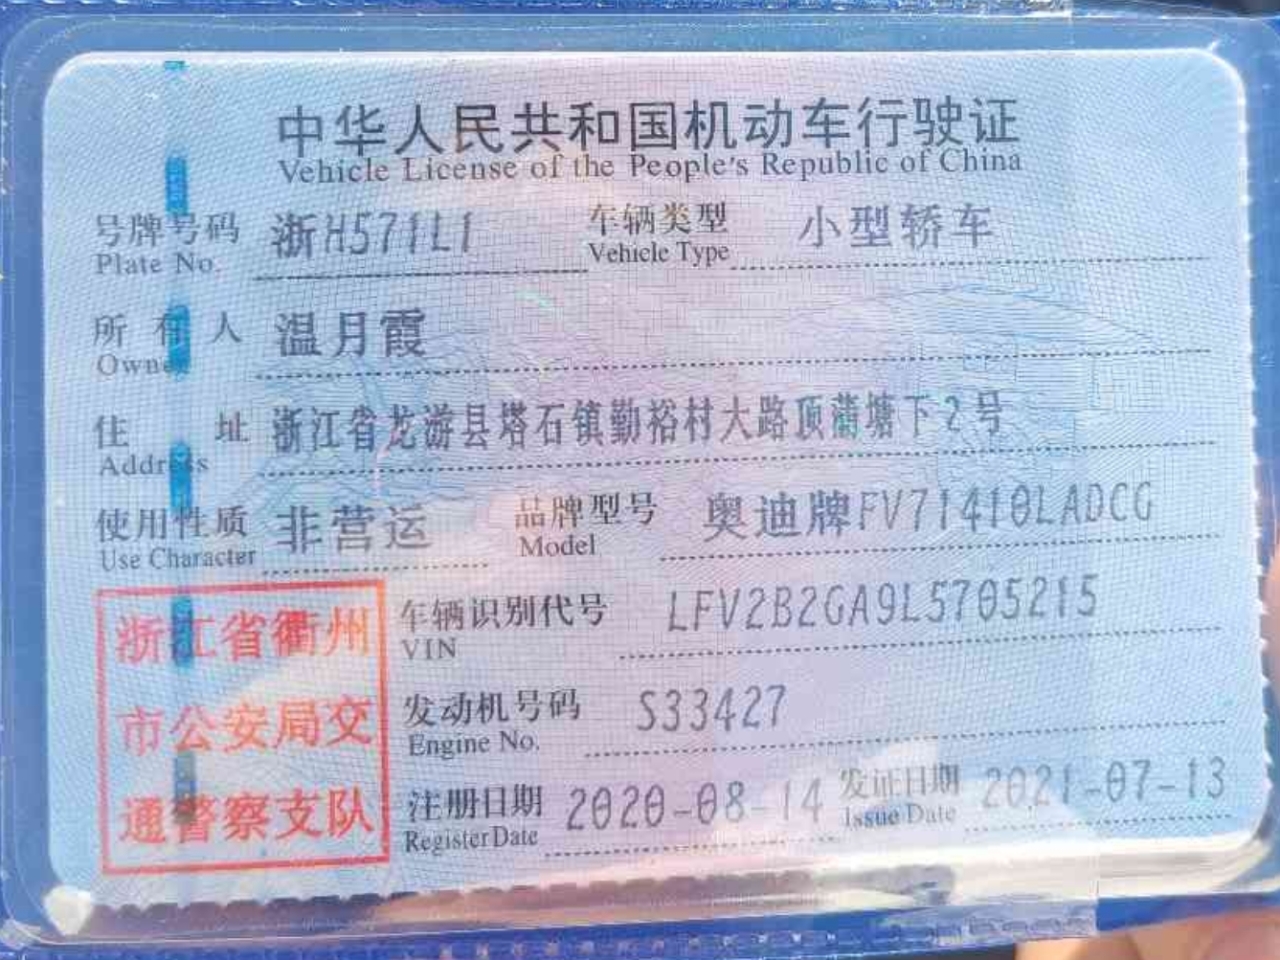 中华人民共和国机动车行驶证
Vehicle License of the People's Republic of China
号牌号码 浙H571L1 车辆类型 小型轿车
Plate No. Vehicle Type
所有人 温月霞
Owner
住址 浙江省龙游县塔石镇勤裕村大路顶蒲塘下2号
Address
使用性质 非营运 品牌型号 奥迪牌FV71410LADCG
Use Character Model
浙江省衢州
市公安局交
通警察支队
车辆识别代号 LFV2B2GA9L5705215
VIN
发动机号码 S33427
Engine No.
注册日期 2020-08-14 发证日期 2021-07-13
Register Date Issue Date